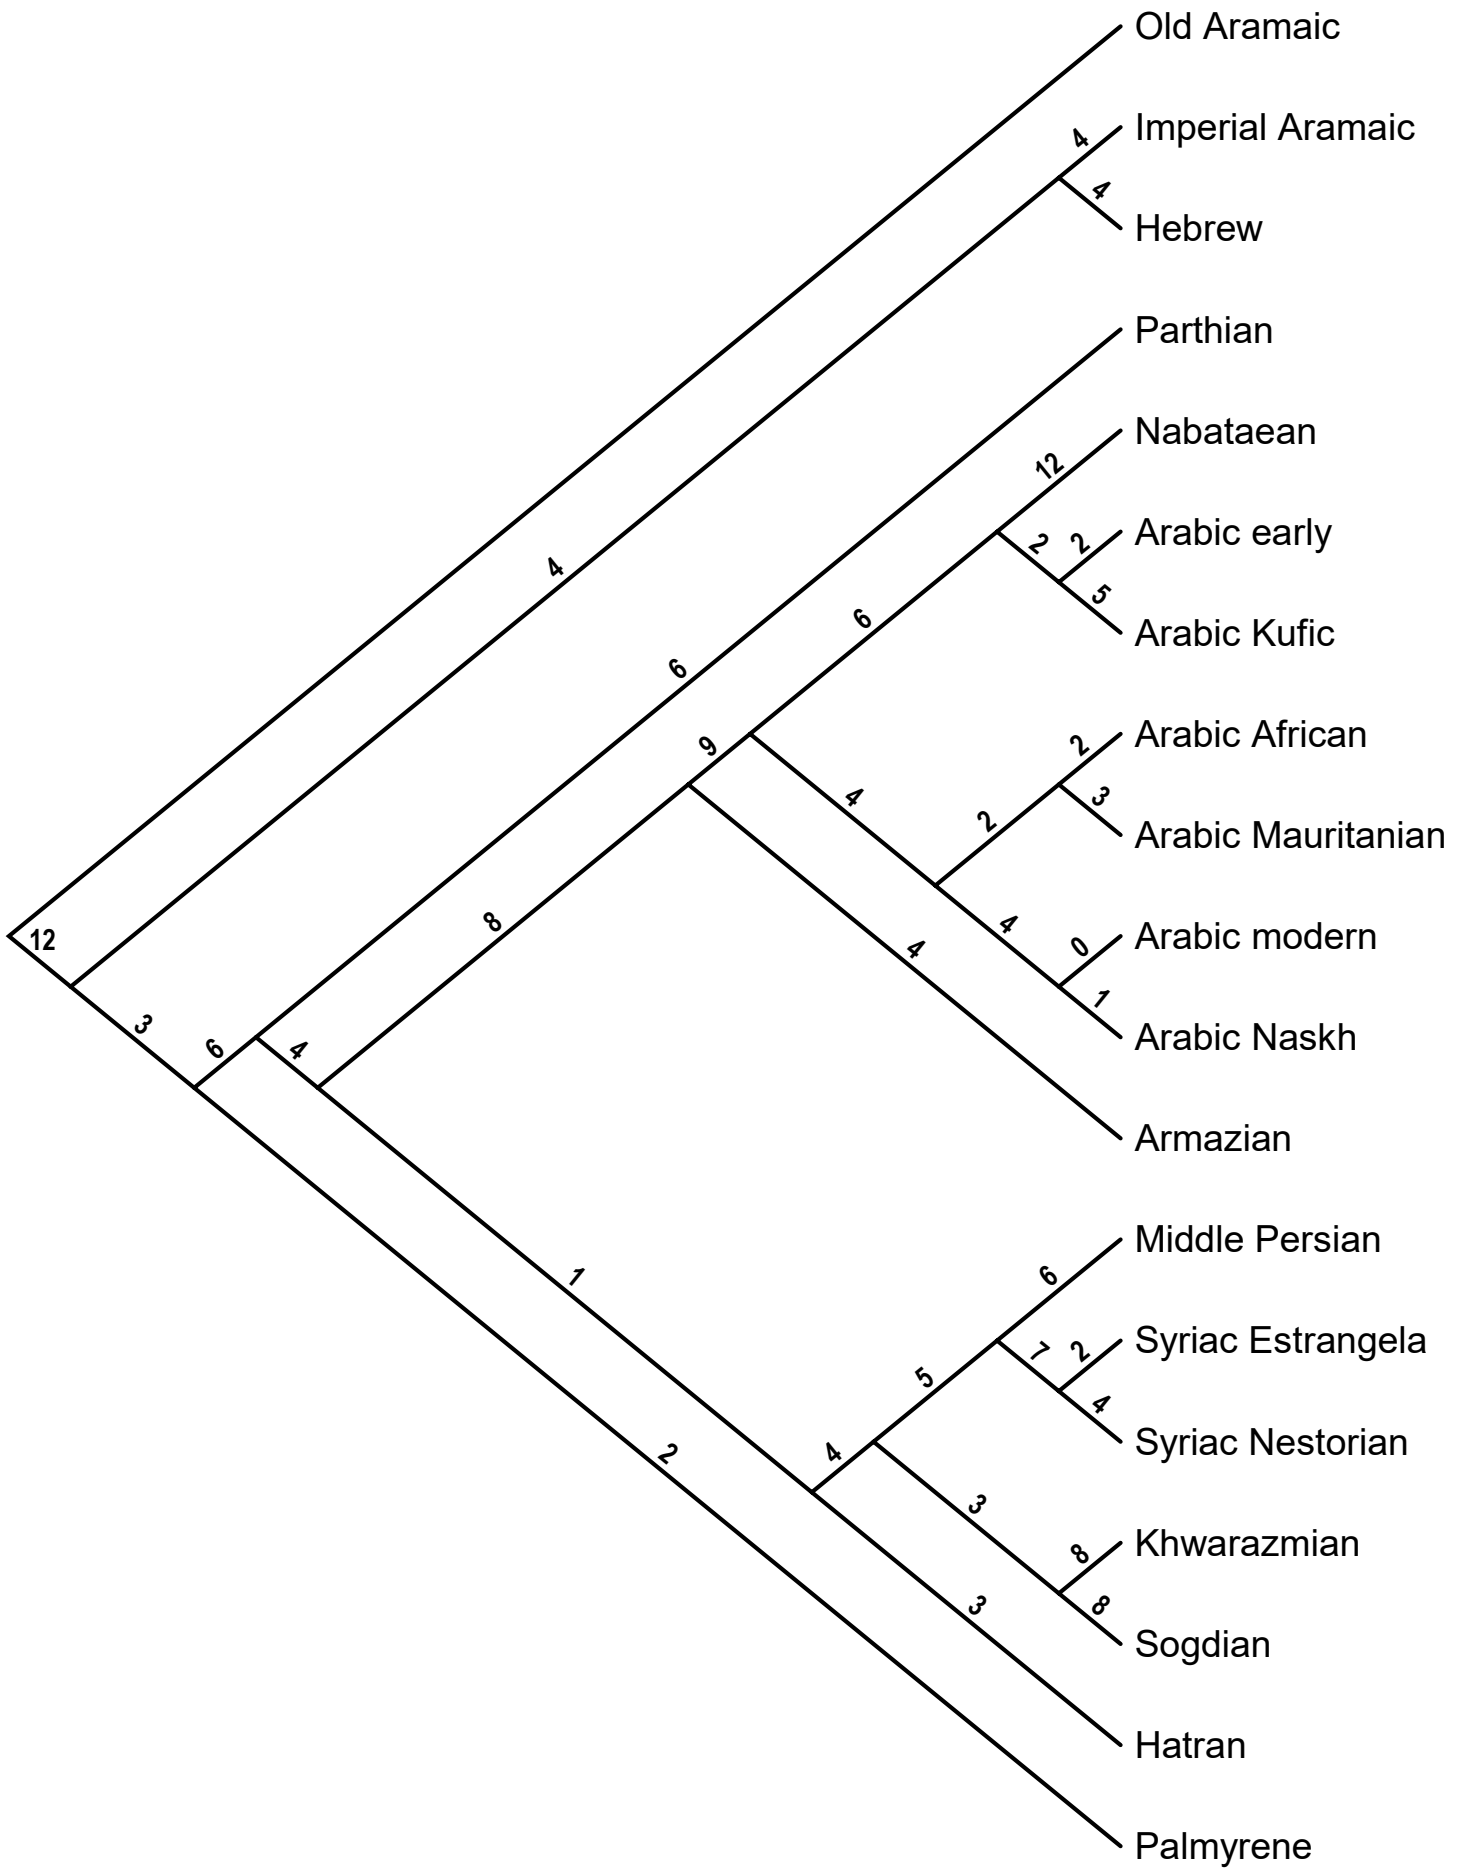 Old Aramaic
4
Imperial Aramaic
4
Hebrew
Parthian
Nabataean
12
2
2
Arabic early
4
5
6
Arabic Kufic
6
9
2
Arabic African
4
2
3
Arabic Mauritanian
8
12
4
4
0
Arabic modern
1
3
6
4
Arabic Naskh
Armazian
Middle Persian
1
6
7
2
Syriac Estrangela
5
4
2
4
Syriac Nestorian
3
8
Khwarazmian
3
8
Sogdian
Hatran
Palmyrene